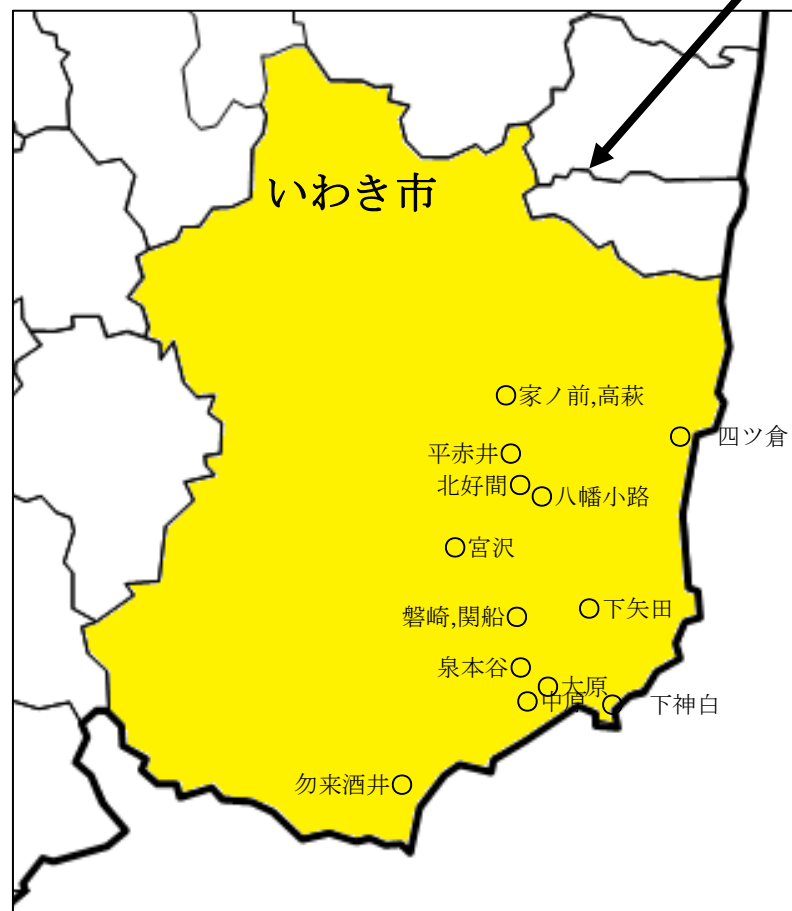 いわき市
家ノ前,高萩
四ツ倉
平赤井
北好間
八幡小路
宮沢
下矢田
磐崎,関船
泉本谷
大原
中原
下神白
勿来酒井